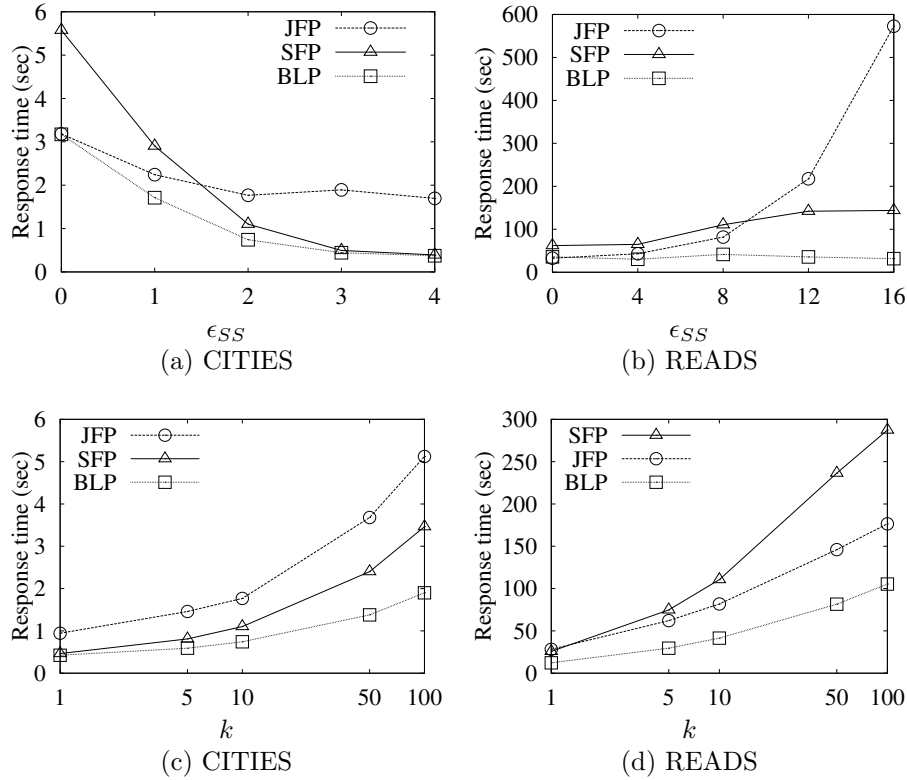 6
5
4
3
2
1
0
Response time (sec)
JFP
SFP
BLP
0 1 2 3 4
ϵSS
(a) CITIES
600
500
400
300
200
100
0
Response time (sec)
JFP
SFP
BLP
0 4 8 12 16
ϵSS
(b) READS
6
5
4
3
2
1
0
Response time (sec)
JFP
SFP
BLP
1 5 10 50 100
k
(c) CITIES
300
250
200
150
100
50
0
Response time (sec)
SFP
JFP
BLP
1 5 10 50 100
k
(d) READS